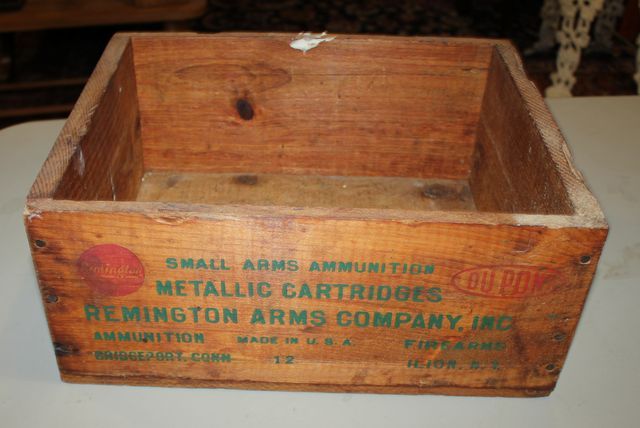 Remington
SMALL ARMS AMMUNITION
DU PONT
METALLIC CARTRIDGES
REMINGTON ARMS COMPANY, INC
AMMUNITION MADE IN U.S.A. FIREARMS
BRIDGEPORT, CONN. 12 ILION, N.Y.